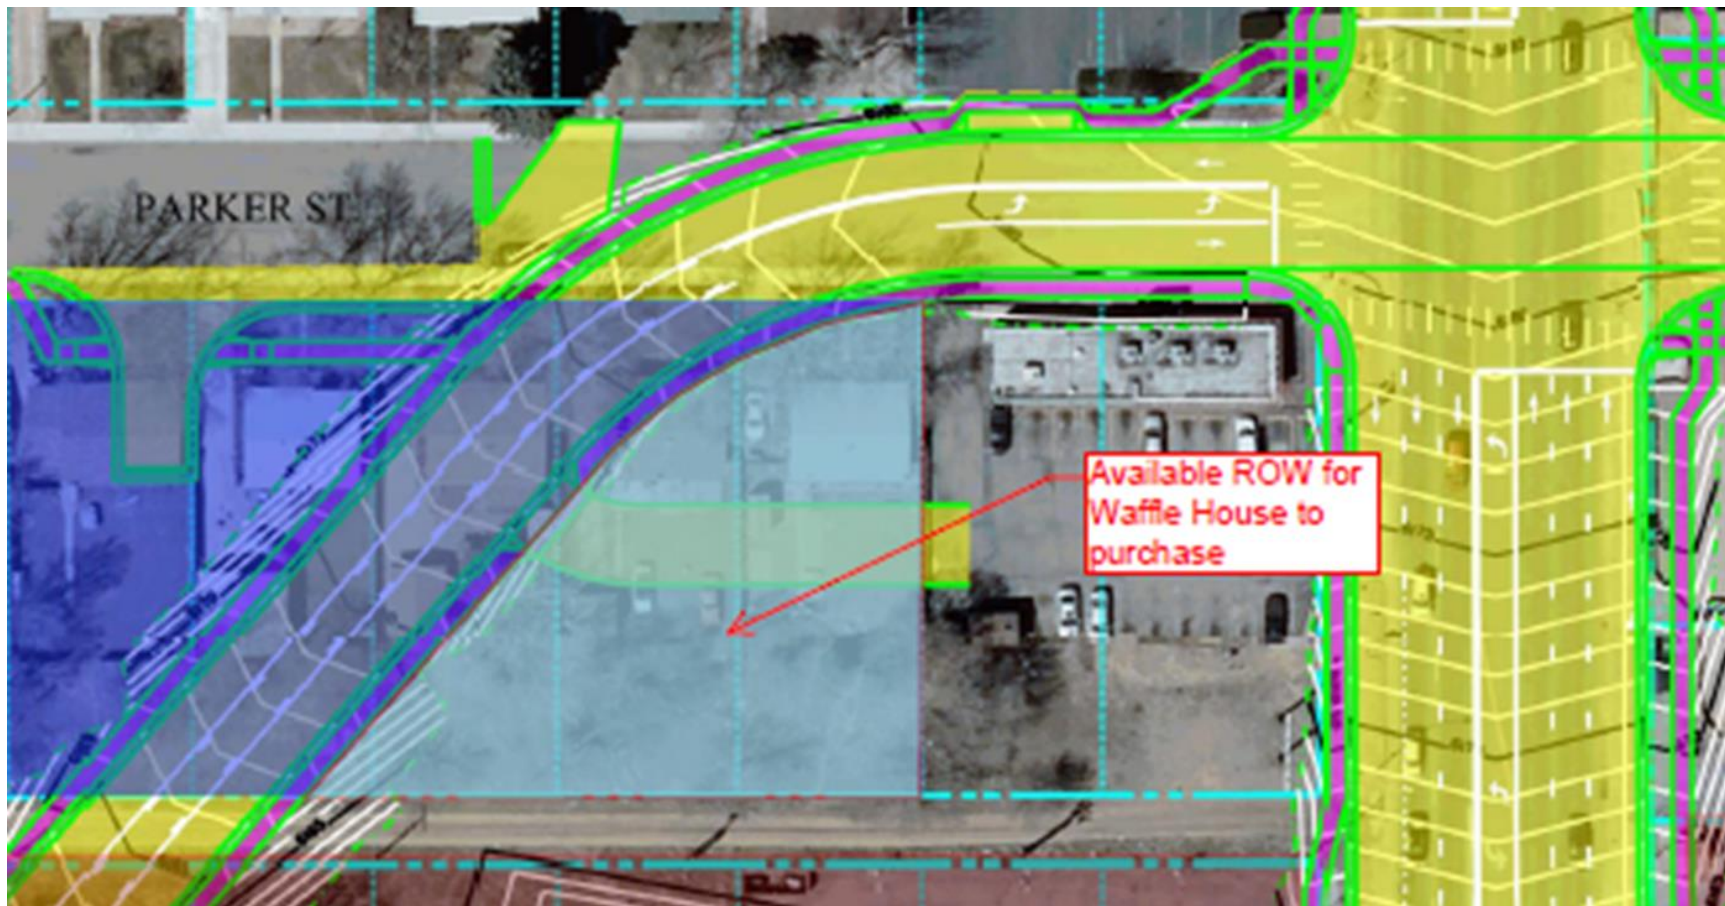 PARKER ST.
Available ROW for
Waffle House to
purchase